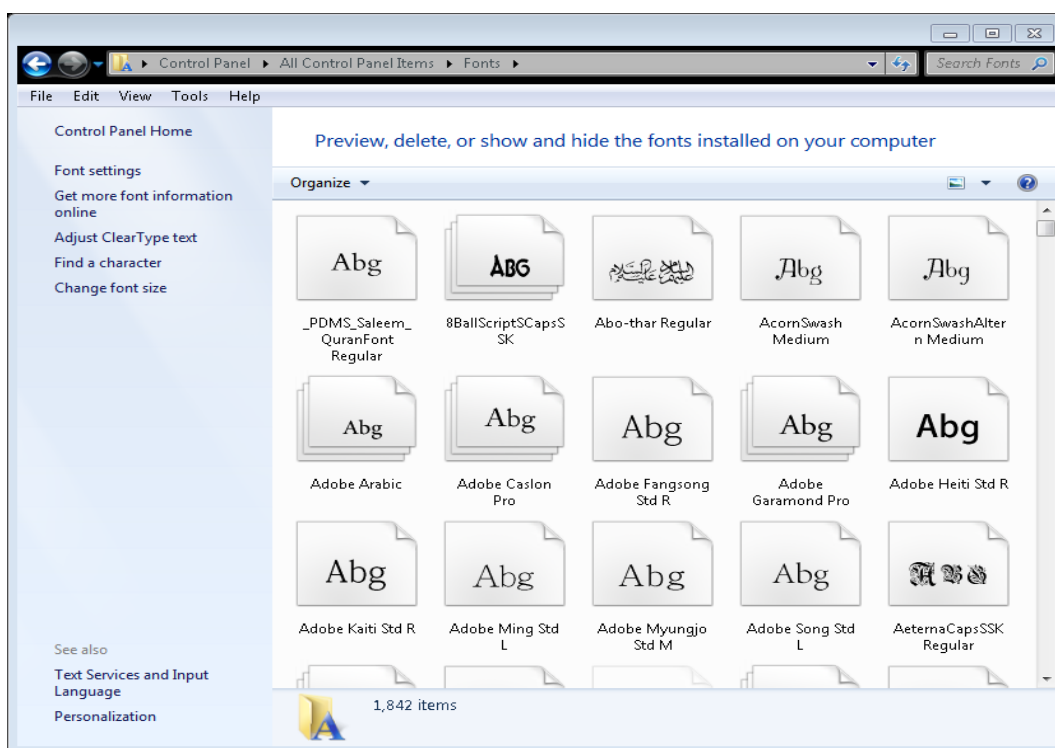 Control Panel ▸ All Control Panel Items ▸ Fonts ▸
Search Fonts
File Edit View Tools Help
Control Panel Home
Font settings
Get more font information
online
Adjust ClearType text
Find a character
Change font size
See also
Text Services and Input
Language
Personalization
Preview, delete, or show and hide the fonts installed on your computer
Organize
Abg
ABG
Abg
Abg
_PDMS_Saleem_
QuranFont
Regular
8BallScriptSCapsS
SK
Abo-thar Regular
AcornSwash
Medium
AcornSwashAlter
n Medium
Abg
Abg
Abg
Abg
Abg
Adobe Arabic
Adobe Caslon
Pro
Adobe Fangsong
Std R
Adobe
Garamond Pro
Adobe Heiti Std R
Abg
Abg
Abg
Abg
ABG
Adobe Kaiti Std R
Adobe Ming Std
L
Adobe Myungjo
Std M
Adobe Song Std
L
AeternaCapsSSK
Regular
1,842 items